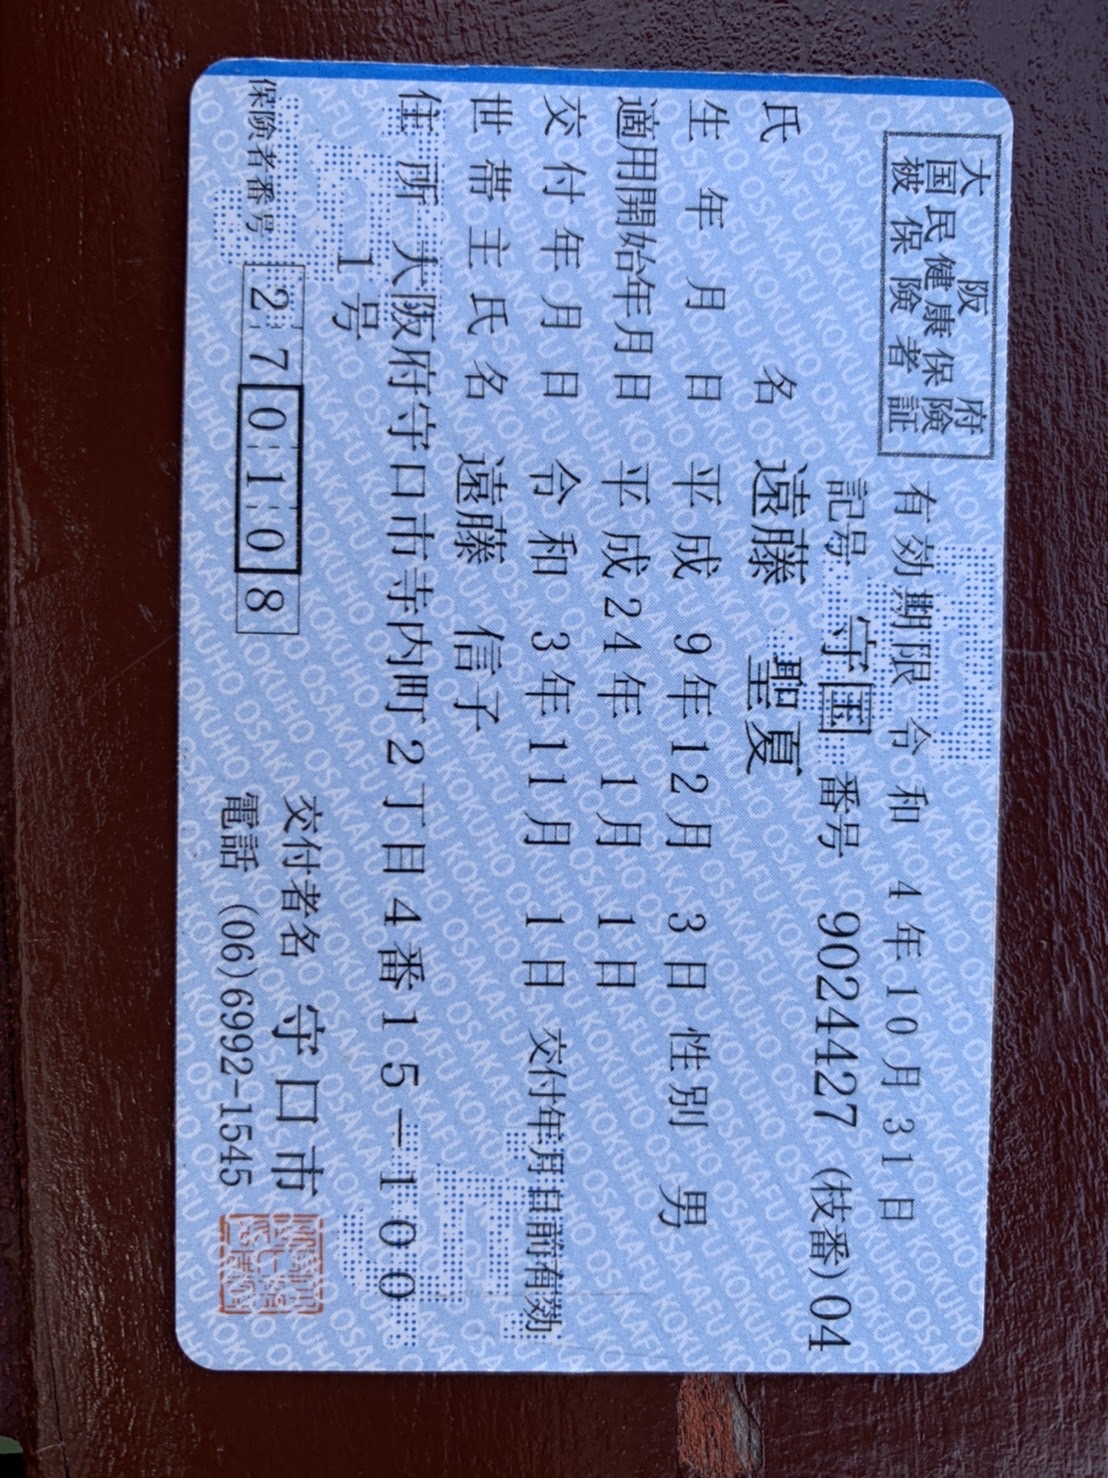 大阪府
国民健康保険
被保険者証
有効期限 令和 4年10月31日
記号 守国 番号 9024427 (枝番)04
氏名 遠藤 聖夏
生年月日 平成 9年12月 3日 性別 男
適用開始年月日 平成24年 1月 1日
交付年月日 令和 3年11月 1日 交付年月日前有効
世帯主氏名 遠藤 信子
住所 大阪府守口市寺内町2丁目4番15-100
1号
保険者番号 270108
交付者名 守口市
電話 (06)6992-1545